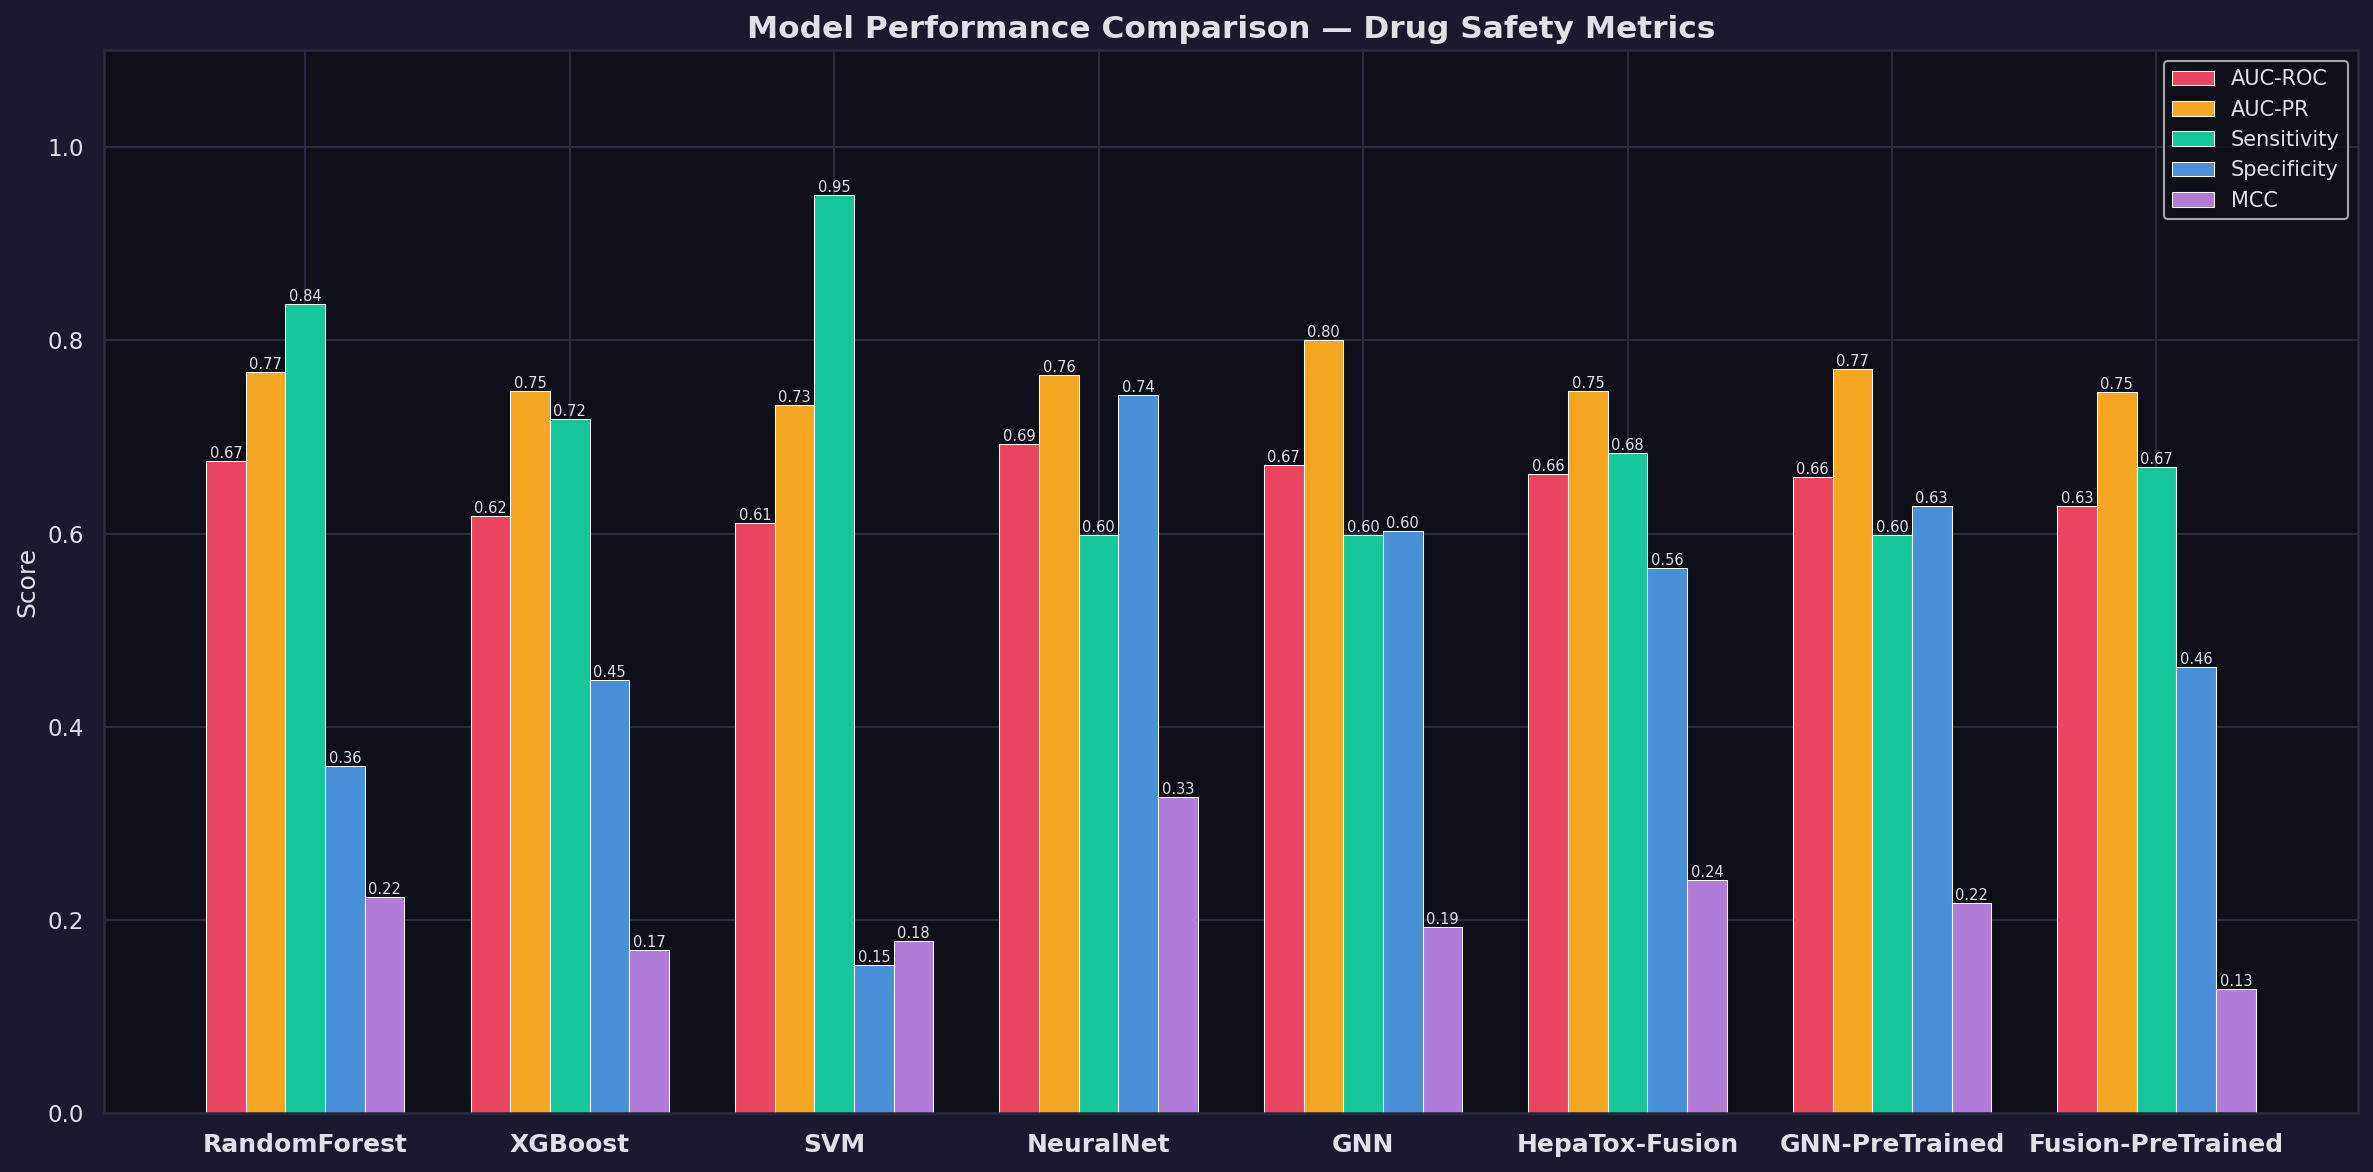 Model Performance Comparison — Drug Safety Metrics
AUC-ROC
AUC-PR
Sensitivity
Specificity
MCC
Score
1.0
0.8
0.6
0.4
0.2
0.0
0.67 0.77 0.84 0.36 0.22
0.62 0.75 0.72 0.45 0.17
0.61 0.73 0.95 0.15 0.18
0.69 0.76 0.60 0.74 0.33
0.67 0.80 0.60 0.60 0.19
0.66 0.75 0.68 0.56 0.24
0.66 0.77 0.60 0.63 0.22
0.63 0.75 0.67 0.46 0.13
RandomForest XGBoost SVM NeuralNet GNN HepaTox-Fusion GNN-PreTrained Fusion-PreTrained